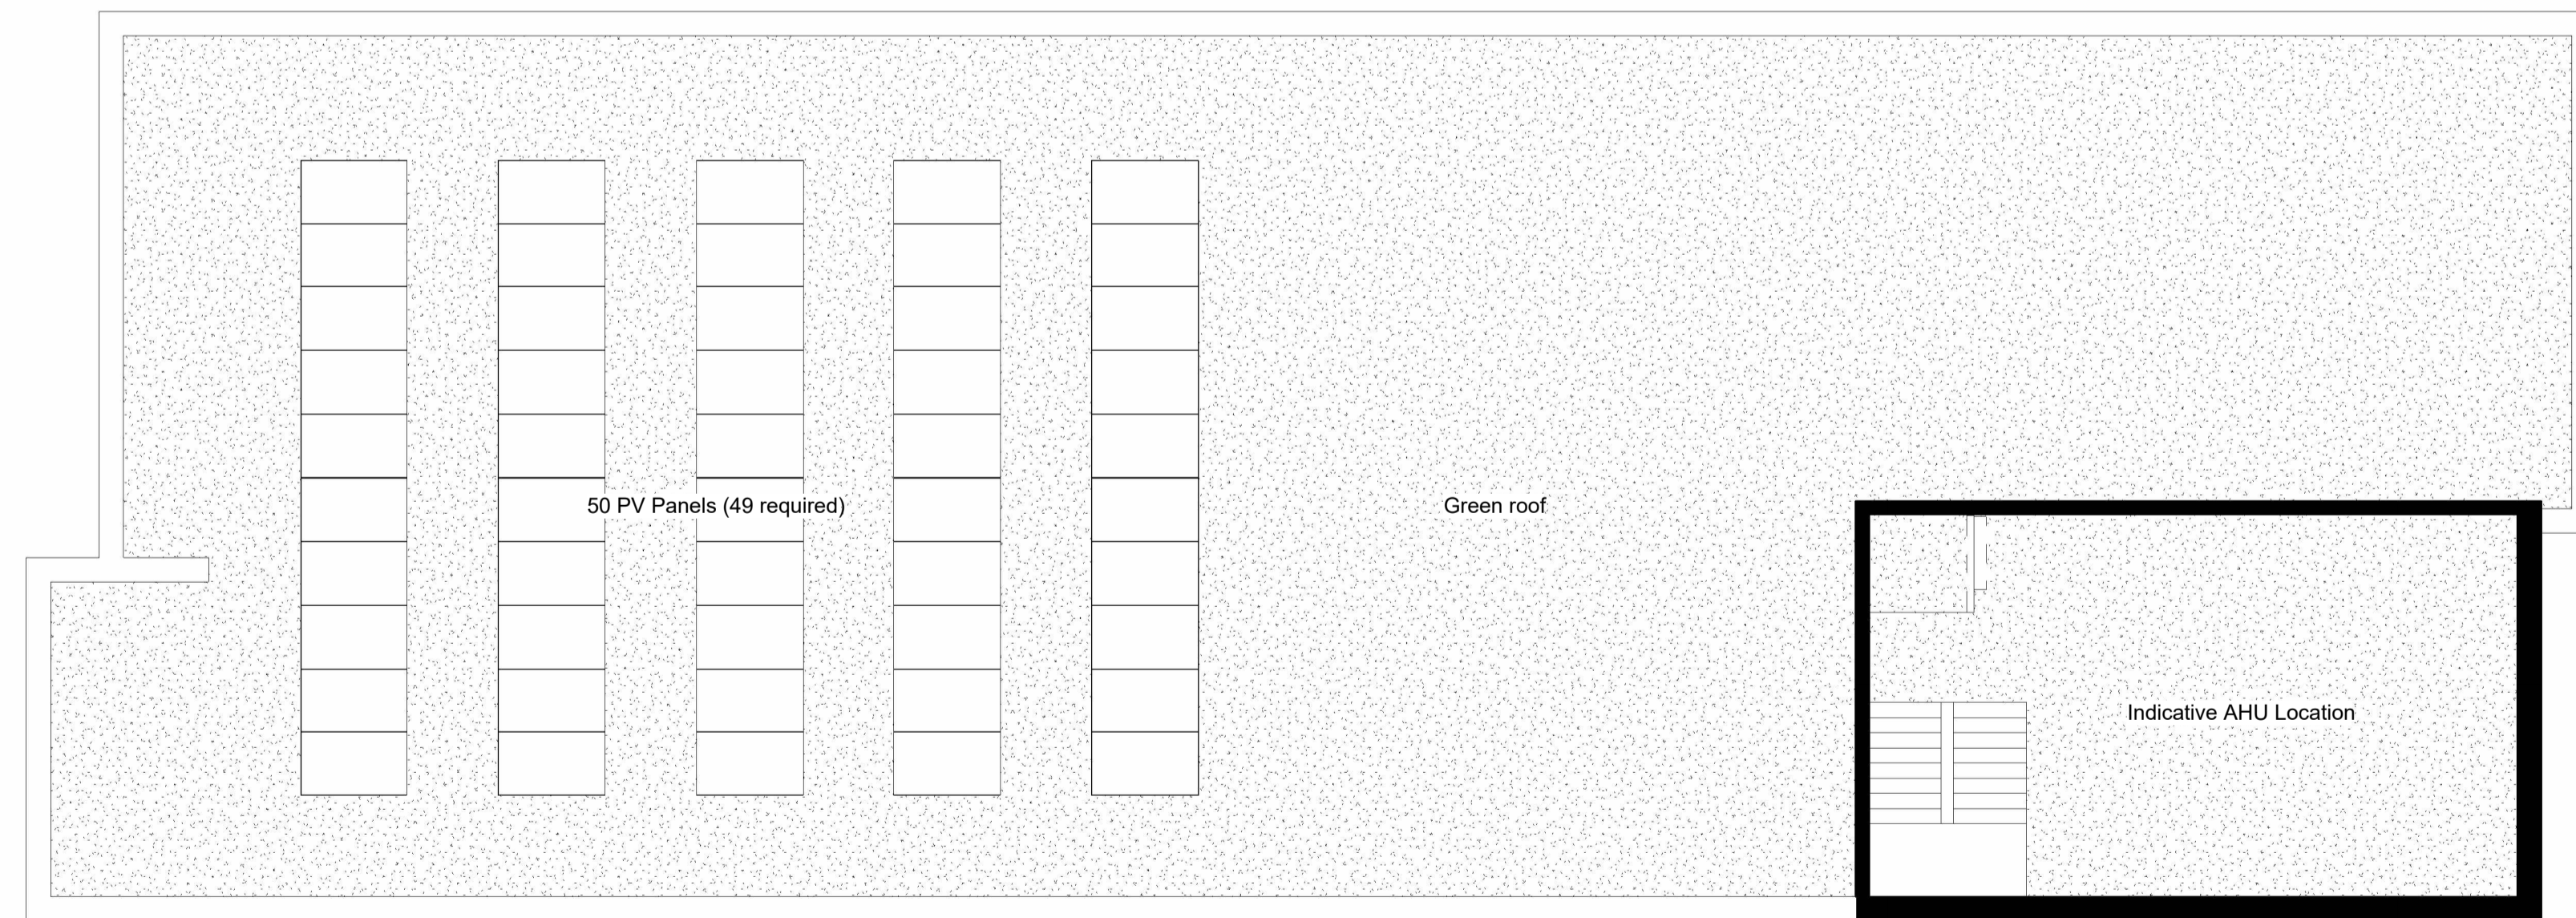 50 PV Panels (49 required)
Green roof
Indicative AHU Location